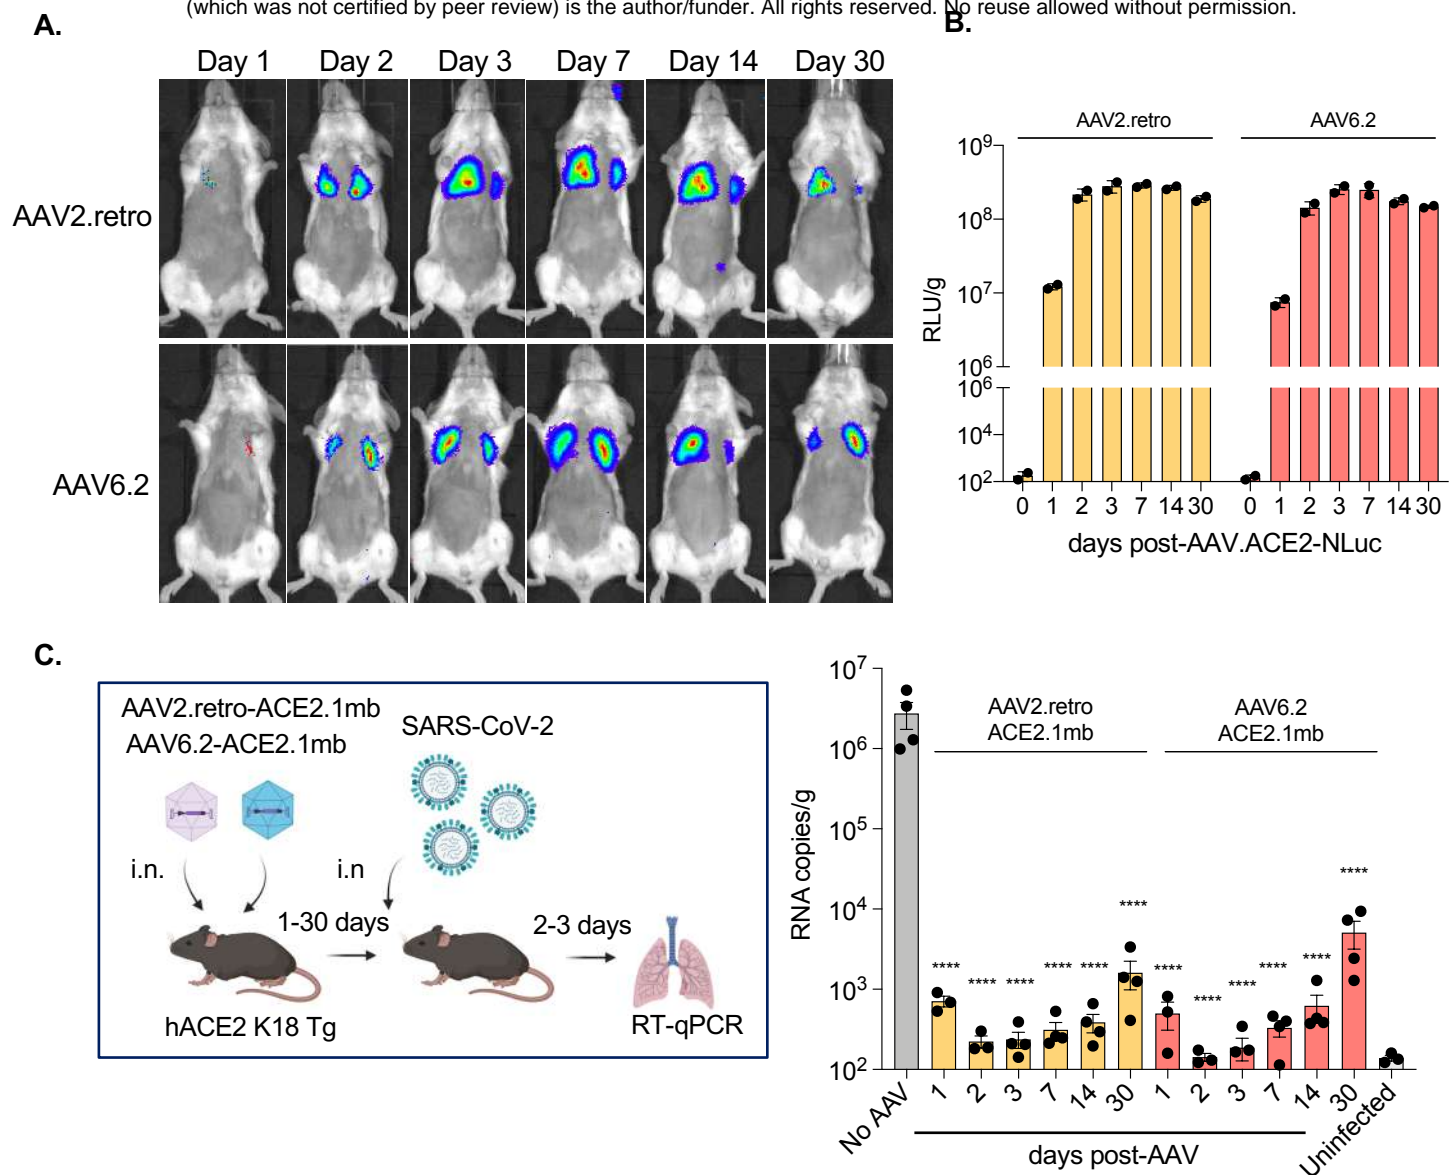 (which was not certified by peer review) is the author/funder. All rights reserved. No reuse allowed without permission.
A.
Day 1 Day 2 Day 3 Day 7 Day 14 Day 30
AAV2.retro
AAV6.2
B.
AAV2.retro AAV6.2
RLU/g
10⁹
10⁸
10⁷
10⁶
10⁶
10⁴
10²
0 1 2 3 7 14 30 0 1 2 3 7 14 30
days post-AAV.ACE2-NLuc
C.
AAV2.retro-ACE2.1mb
AAV6.2-ACE2.1mb
SARS-CoV-2
i.n.
i.n
1-30 days
2-3 days
hACE2 K18 Tg
RT-qPCR
RNA copies/g
10⁷
10⁶
10⁵
10⁴
10³
10²
AAV2.retro
ACE2.1mb
AAV6.2
ACE2.1mb
**** **** **** **** **** **** **** **** **** **** **** ****
No AAV 1 2 3 7 14 30 1 2 3 7 14 30 Uninfected
days post-AAV